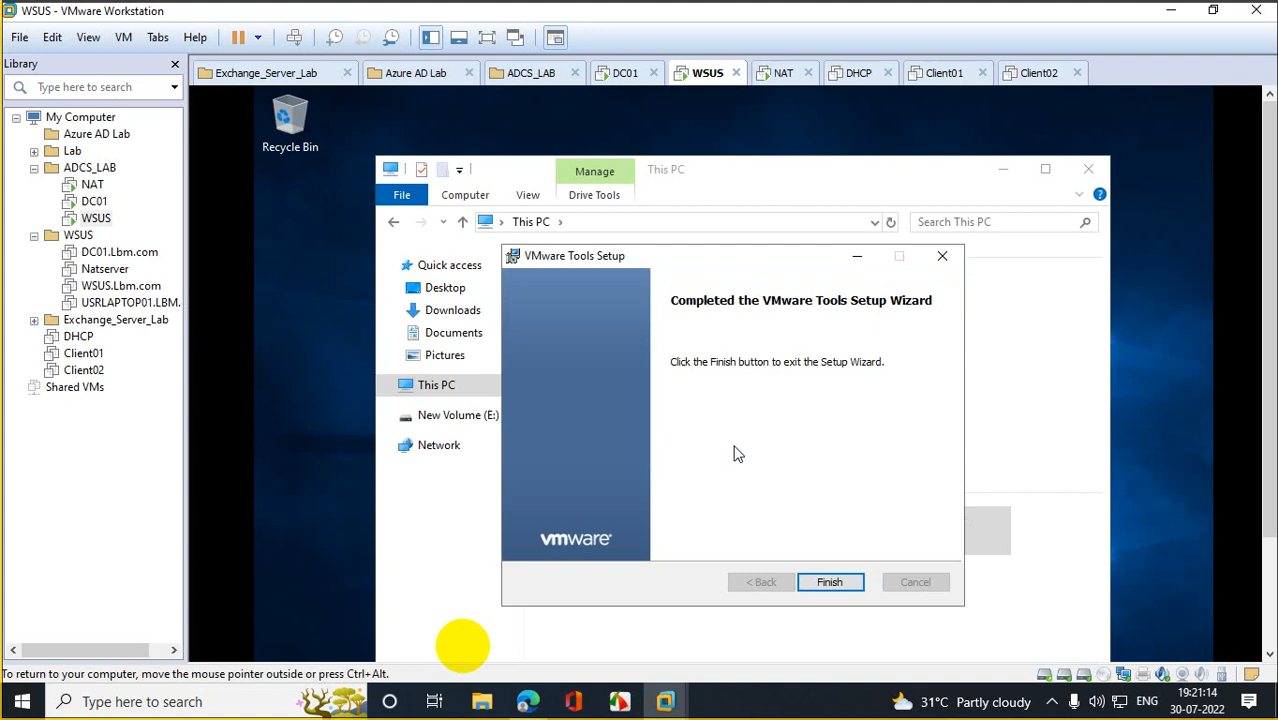 WSUS - VMware Workstation
File Edit View VM Tabs Help
Library
Type here to search
My Computer
Azure AD Lab
Lab
ADCS_LAB
NAT
DC01
WSUS
WSUS
DC01.Lbm.com
Natserver
WSUS.Lbm.com
USRLAPTOP01.LBM.
Exchange_Server_Lab
DHCP
Client01
Client02
Shared VMs
Exchange_Server_Lab Azure AD Lab ADCS_LAB DC01 WSUS NAT DHCP Client01 Client02
Recycle Bin
Manage This PC
File Computer View Drive Tools
This PC Search This PC
Quick access
Desktop
Downloads
Documents
Pictures
This PC
New Volume (E:)
Network
VMware Tools Setup
Completed the VMware Tools Setup Wizard
Click the Finish button to exit the Setup Wizard.
vmware
< Back Finish Cancel
To return to your computer, move the mouse pointer outside or press Ctrl+Alt.
Type here to search
31°C Partly cloudy
ENG
19:21:14
30-07-2022